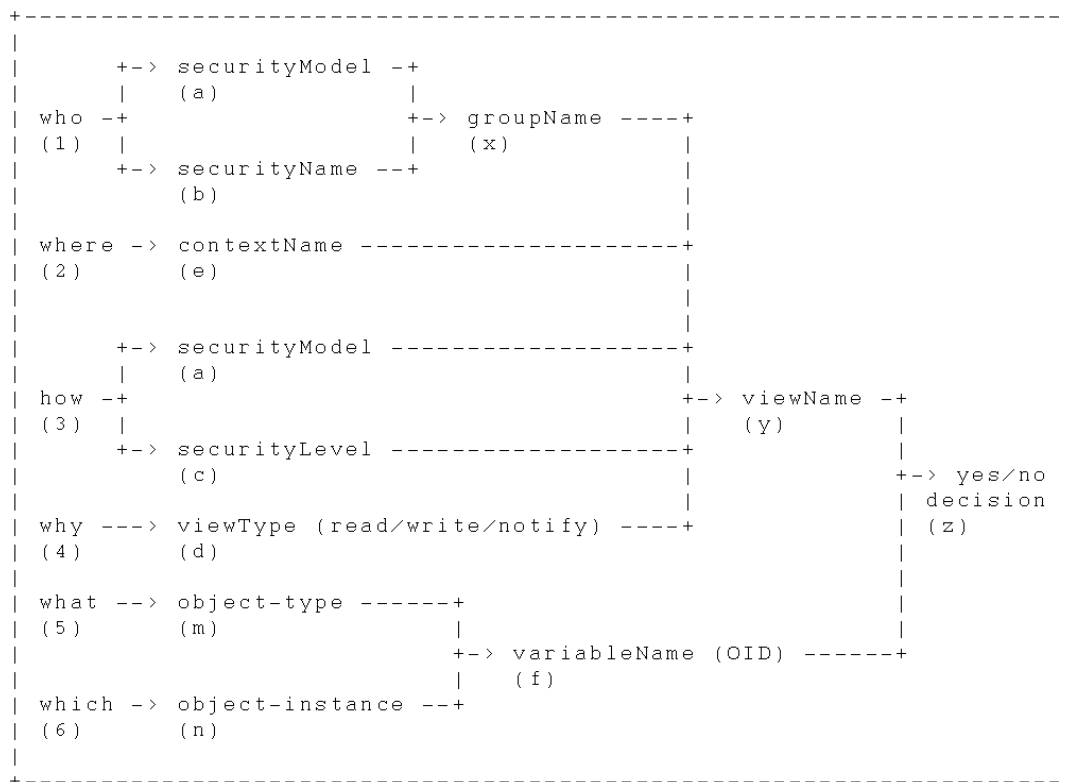 +--------------------------------------------------------------------
|
|      +-> securityModel -+
|      |   (a)            |
| who -+                  +-> groupName ----+
| (1)  |                  |   (x)           |
|      +-> securityName --+                 |
|          (b)                              |
|                                           |
| where -> contextName ---------------------+
| (2)      (e)                              |
|                                           |
|                                           |
|      +-> securityModel -------------------+
|      |   (a)                              |
| how -+                                    +-> viewName -+
| (3)  |                                    |   (y)       |
|      +-> securityLevel -------------------+             |
|          (c)                              |             +-> yes/no
|                                           |             | decision
| why ---> viewType (read/write/notify) ----+             | (z)
| (4)      (d)                                            |
|                                                         |
| what --> object-type ------+                            |
| (5)      (m)               |                            |
|                            +-> variableName (OID) ------+
|                            |   (f)
| which -> object-instance --+
| (6)      (n)
|
+--------------------------------------------------------------------